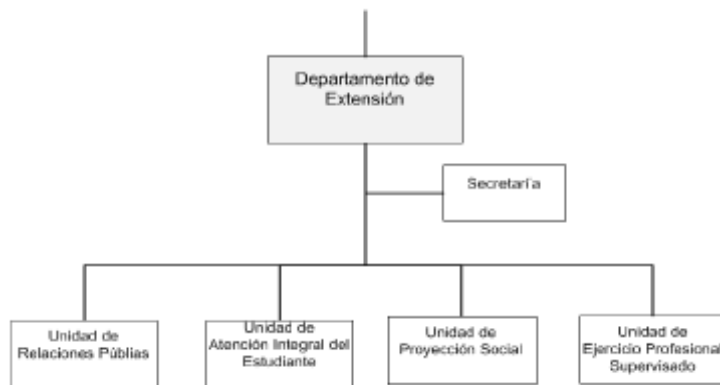 Departamento de
Extensión
Secretaría
Unidad de
Relaciones Públias
Unidad de
Atención Integral del
Estudiante
Unidad de
Proyección Social
Unidad de
Ejercicio Profesional
Supervisado